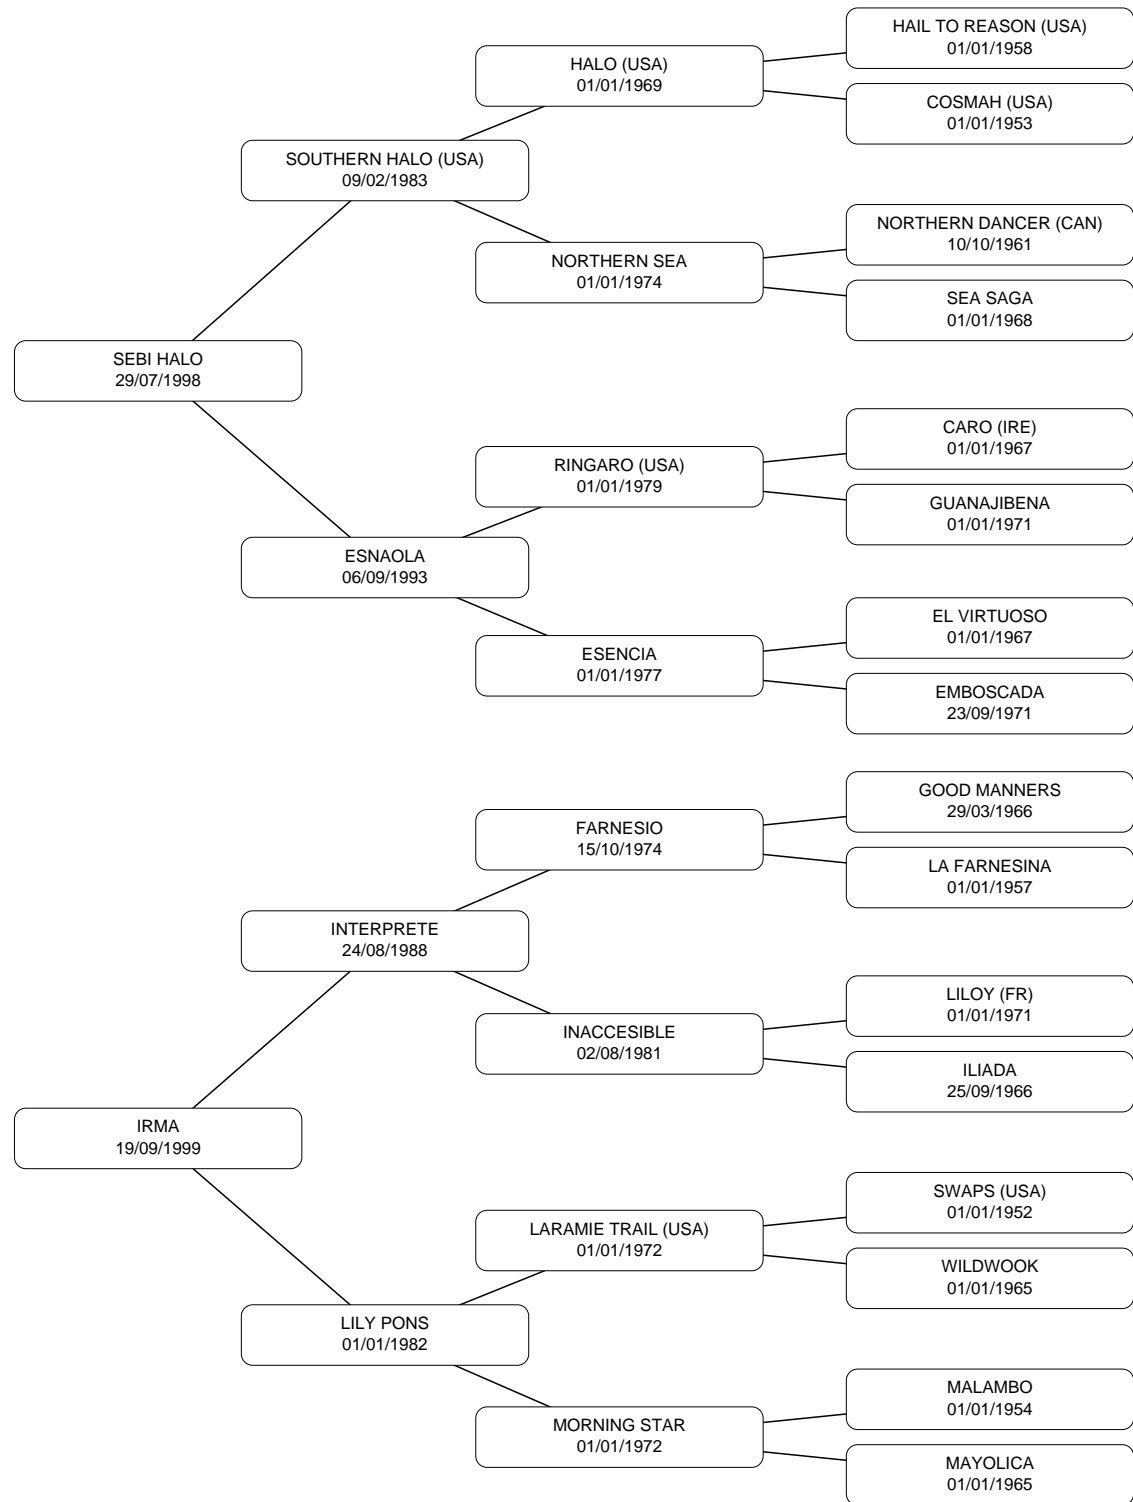 HAIL TO REASON (USA)
01/01/1958
HALO (USA)
01/01/1969
COSMAH (USA)
01/01/1953
SOUTHERN HALO (USA)
09/02/1983
NORTHERN DANCER (CAN)
10/10/1961
NORTHERN SEA
01/01/1974
SEA SAGA
01/01/1968
SEBI HALO
29/07/1998
CARO (IRE)
01/01/1967
RINGARO (USA)
01/01/1979
GUANAJIBENA
01/01/1971
ESNAOLA
06/09/1993
EL VIRTUOSO
01/01/1967
ESENCIA
01/01/1977
EMBOSCADA
23/09/1971
GOOD MANNERS
29/03/1966
FARNESIO
15/10/1974
LA FARNESINA
01/01/1957
INTERPRETE
24/08/1988
LILOY (FR)
01/01/1971
INACCESIBLE
02/08/1981
ILIADA
25/09/1966
IRMA
19/09/1999
SWAPS (USA)
01/01/1952
LARAMIE TRAIL (USA)
01/01/1972
WILDWOOK
01/01/1965
LILY PONS
01/01/1982
MALAMBO
01/01/1954
MORNING STAR
01/01/1972
MAYOLICA
01/01/1965